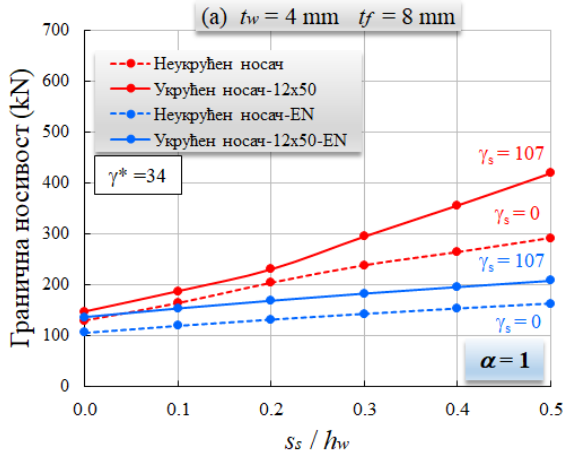 (a) tw = 4 mm tf = 8 mm
Гранична носивост (kN)
700
600
500
400
300
200
100
0
Неукрућен носач
Укрућен носач-12x50
Неукрућен носач-EN
Укрућен носач-12x50-EN
γ* =34
γs = 107
γs = 0
γs = 107
γs = 0
α = 1
0.0 0.1 0.2 0.3 0.4 0.5
ss / hw